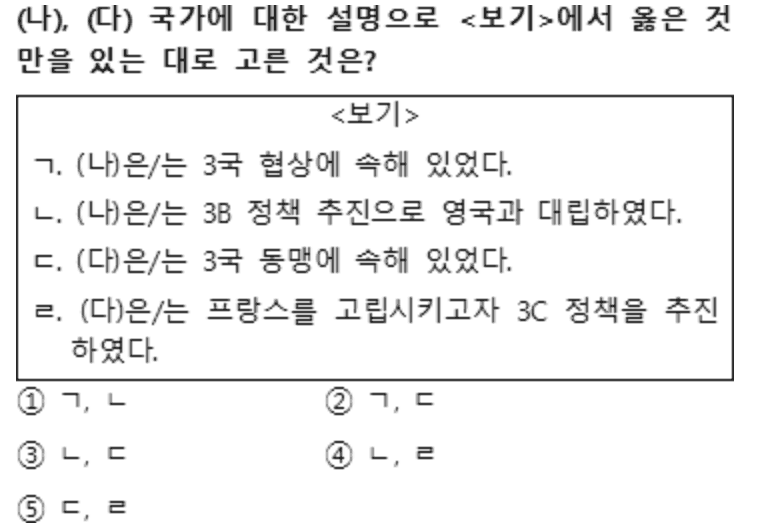 (나), (다) 국가에 대한 설명으로 <보기>에서 옳은 것
만을 있는 대로 고른 것은?
<보기>
ㄱ. (나)은/는 3국 협상에 속해 있었다.
ㄴ. (나)은/는 3B 정책 추진으로 영국과 대립하였다.
ㄷ. (다)은/는 3국 동맹에 속해 있었다.
ㄹ. (다)은/는 프랑스를 고립시키고자 3C 정책을 추진
하였다.
① ㄱ, ㄴ ② ㄱ, ㄷ
③ ㄴ, ㄷ ④ ㄴ, ㄹ
⑤ ㄷ, ㄹ